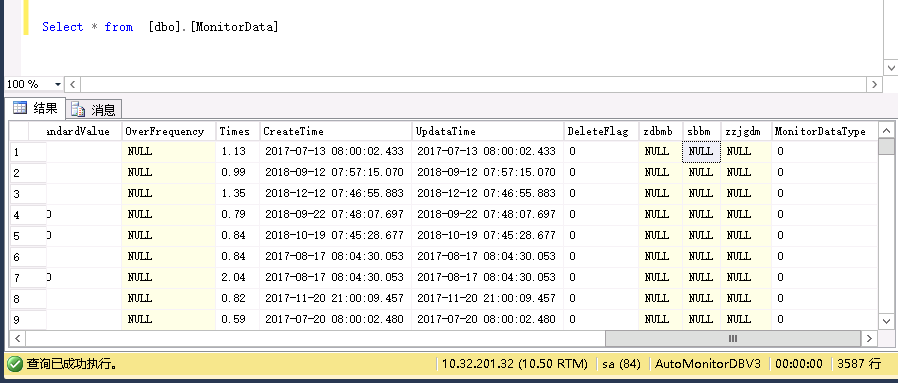 Select * from [dbo].[MonitorData]
100 %
结果 消息
andardValue OverFrequency Times CreateTime UpdataTime DeleteFlag zdbmb sbbm zzjgdm MonitorDataType
1 NULL 1.13 2017-07-13 08:00:02.433 2017-07-13 08:00:02.433 0 NULL NULL NULL 0
2 NULL 0.99 2018-09-12 07:57:15.070 2018-09-12 07:57:15.070 0 NULL NULL NULL 0
3 NULL 1.35 2018-12-12 07:46:55.883 2018-12-12 07:46:55.883 0 NULL NULL NULL 0
4 0 NULL 0.79 2018-09-22 07:48:07.697 2018-09-22 07:48:07.697 0 NULL NULL NULL 0
5 0 NULL 0.84 2018-10-19 07:45:28.677 2018-10-19 07:45:28.677 0 NULL NULL NULL 0
6 NULL 0.84 2017-08-17 08:04:30.053 2017-08-17 08:04:30.053 0 NULL NULL NULL 0
7 0 NULL 2.04 2017-08-17 08:04:30.053 2017-08-17 08:04:30.053 0 NULL NULL NULL 0
8 NULL 0.82 2017-11-20 21:00:09.457 2017-11-20 21:00:09.457 0 NULL NULL NULL 0
9 NULL 0.59 2017-07-20 08:00:02.480 2017-07-20 08:00:02.480 0 NULL NULL NULL 0
查询已成功执行。 10.32.201.32 (10.50 RTM) sa (84) AutoMonitorDBV3 00:00:00 3587 行